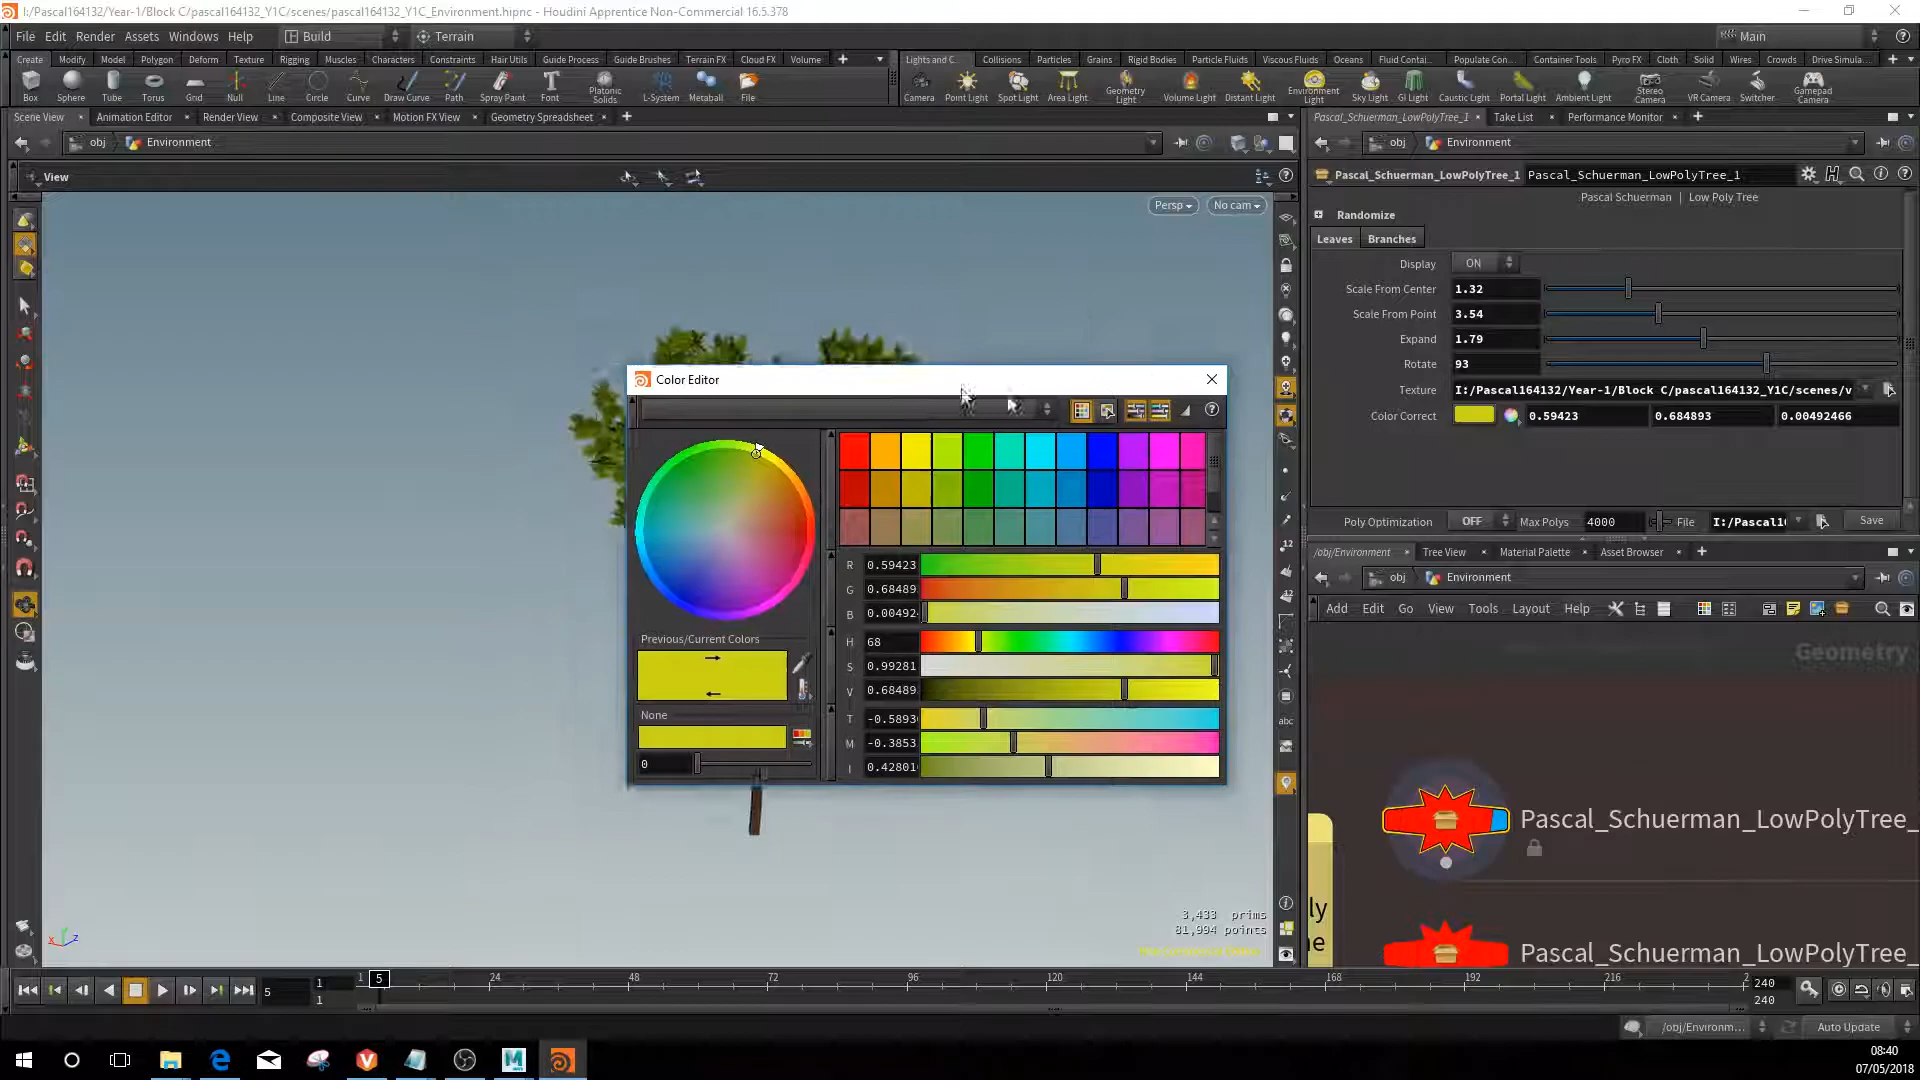 I:/Pascal164132/Year-1/Block C/pascal164132_Y1C/scenes/pascal164132_Y1C_Environment.hipnc - Houdini Apprentice Non-Commercial 16.5.378
File Edit Render Assets Windows Help Build Terrain Main
Create Modify Model Polygon Deform Texture Rigging Muscles Characters Constraints Hair Utils Guide Process Guide Brushes Terrain FX Cloud FX Volume
Lights and C... Collisions Particles Grains Rigid Bodies Particle Fluids Viscous Fluids Oceans Fluid Contai... Populate Con... Container Tools Pyro FX Cloth Solid Wires Crowds Drive Simula...
Box Sphere Tube Torus Grid Null Line Circle Curve Draw Curve Path Spray Paint Font Platonic Solids L-System Metaball File
Camera Point Light Spot Light Area Light Geometry Light Volume Light Distant Light Environment Light Sky Light GI Light Caustic Light Portal Light Ambient Light Stereo Camera VR Camera Switcher Gamepad Camera
Scene View Animation Editor Render View Composite View Motion FX View Geometry Spreadsheet
obj Environment
View
Persp No cam
Color Editor
R 0.59423
G 0.68489
B 0.00492
H 68
S 0.99281
V 0.68489
T -0.5893
M -0.3853
I 0.42801
Previous/Current Colors
None
0
3,433 prims
81,994 points
Pascal_Schuerman_LowPolyTree_1 Take List Performance Monitor
obj Environment
Pascal_Schuerman_LowPolyTree_1 Pascal_Schuerman_LowPolyTree_1
Pascal Schuerman | Low Poly Tree
Randomize
Leaves Branches
Display ON
Scale From Center 1.32
Scale From Point 3.54
Expand 1.79
Rotate 93
Texture I:/Pascal164132/Year-1/Block C/pascal164132_Y1C/scenes/v
Color Correct 0.59423 0.684893 0.00492466
Poly Optimization OFF Max Polys 4000 File I:/Pascal1 Save
/obj/Environment Tree View Material Palette Asset Browser
obj Environment
Add Edit Go View Tools Layout Help
Geometry
Pascal_Schuerman_LowPolyTree_
ly
ne
Pascal_Schuerman_LowPolyTree_
abc
12
12
x z
5 1 1 1 5 24 48 72 96 120 144 168 192 216 2 240 240
/obj/Environm... Auto Update
08:40
07/05/2018